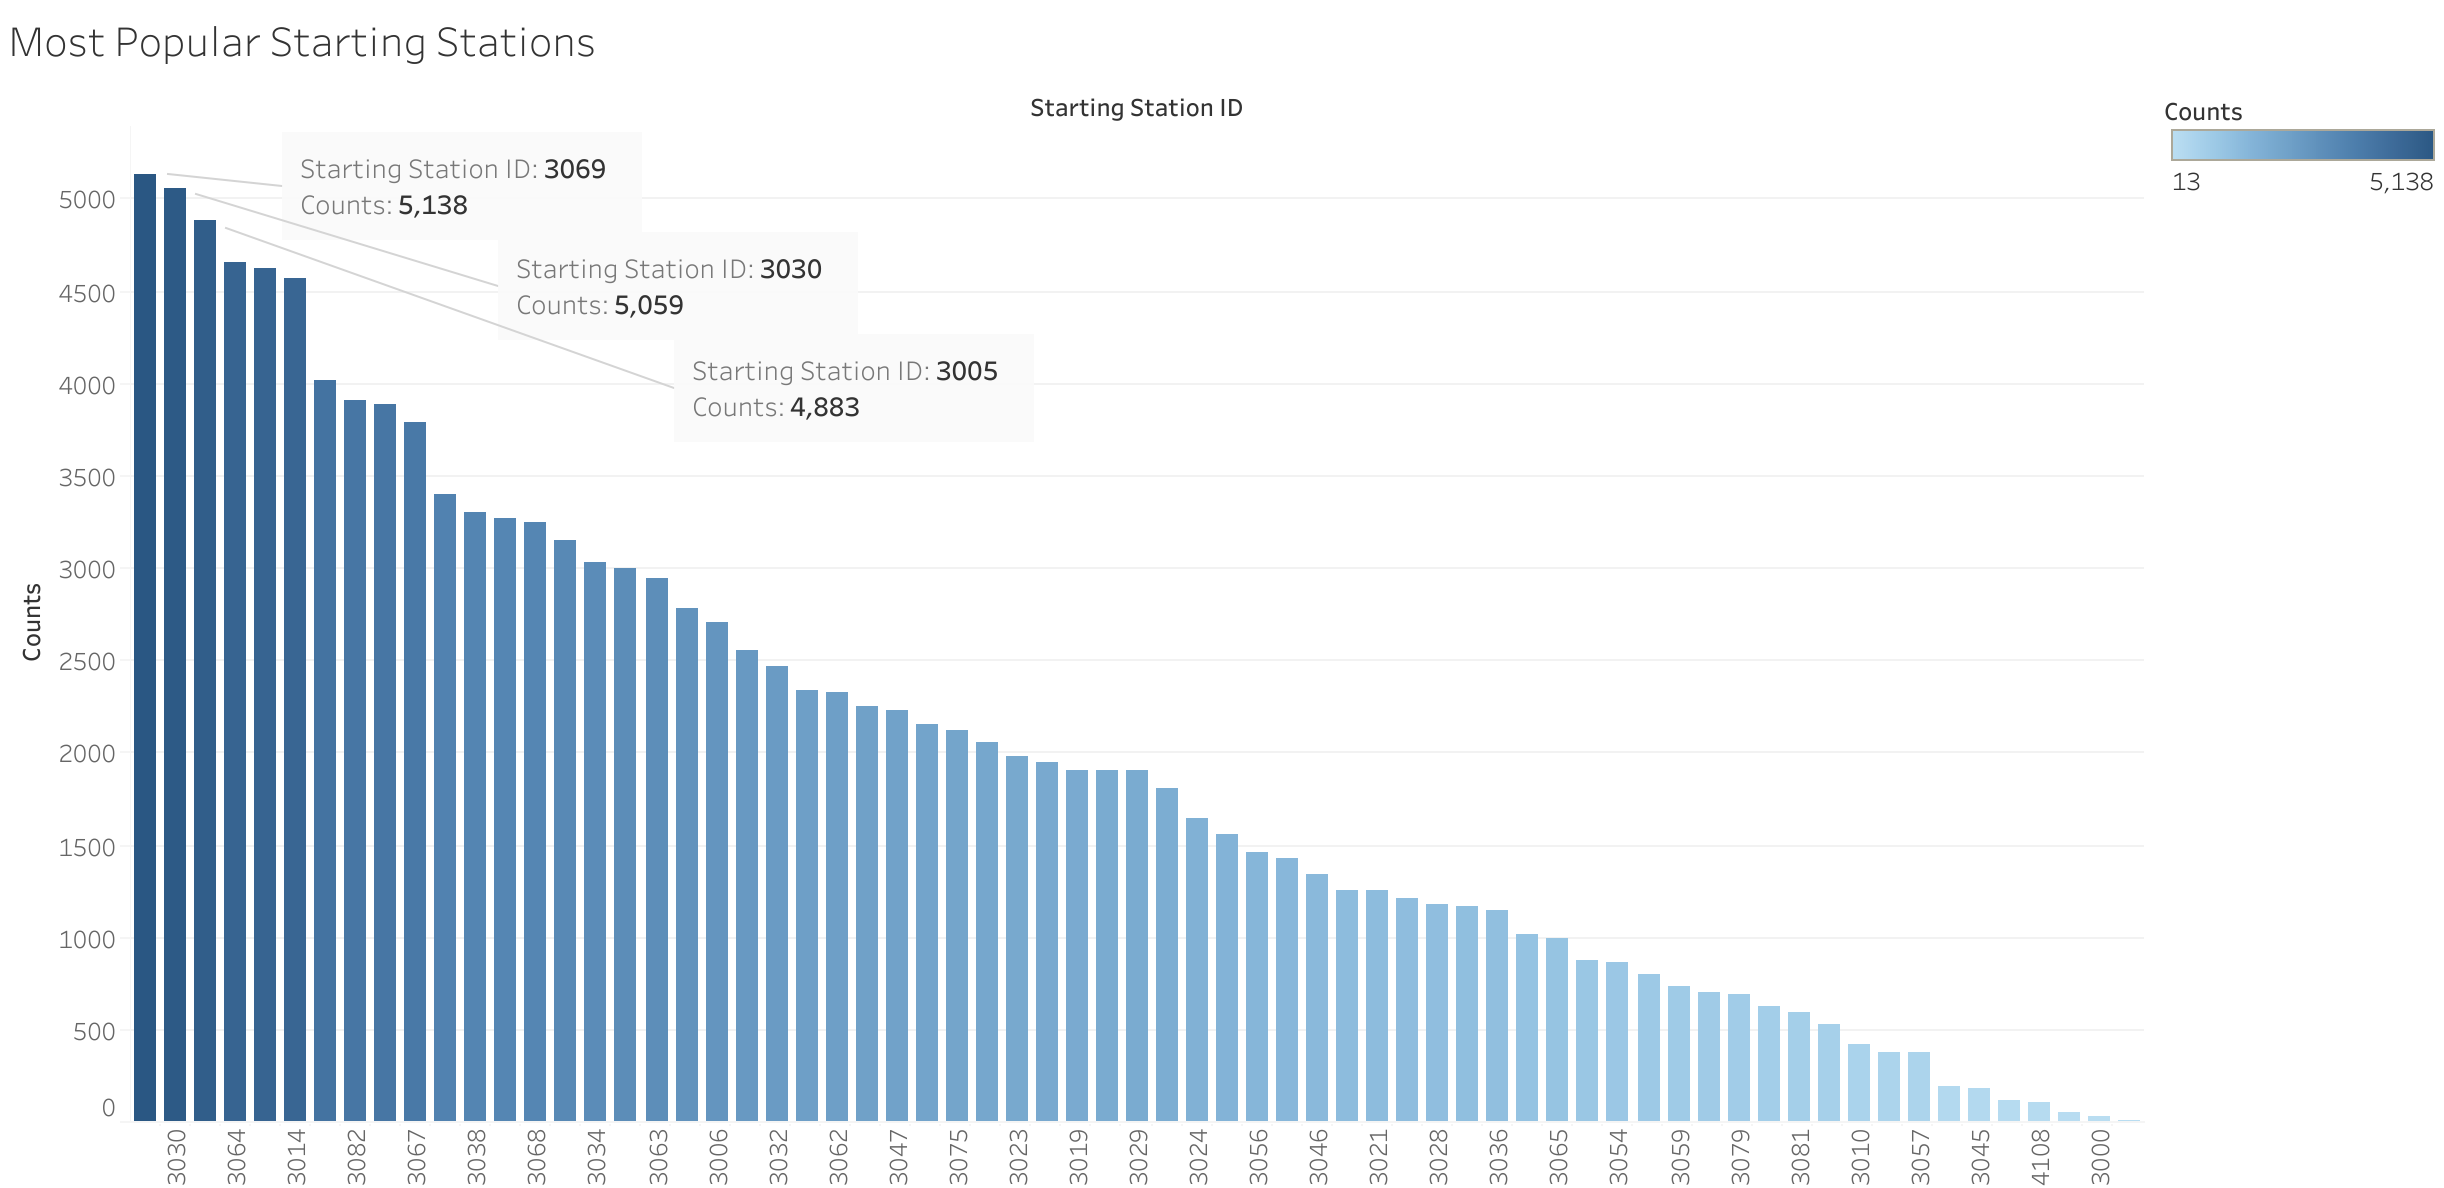 Most Popular Starting Stations
Starting Station ID
Counts
13 5,138
Starting Station ID: 3069
Counts: 5,138
Starting Station ID: 3030
Counts: 5,059
Starting Station ID: 3005
Counts: 4,883
Counts
5000
4500
4000
3500
3000
2500
2000
1500
1000
500
0
3030 3064 3014 3082 3067 3038 3068 3034 3063 3006 3032 3062 3047 3075 3023 3019 3029 3024 3056 3046 3021 3028 3036 3065 3054 3059 3079 3081 3010 3057 3045 4108 3000